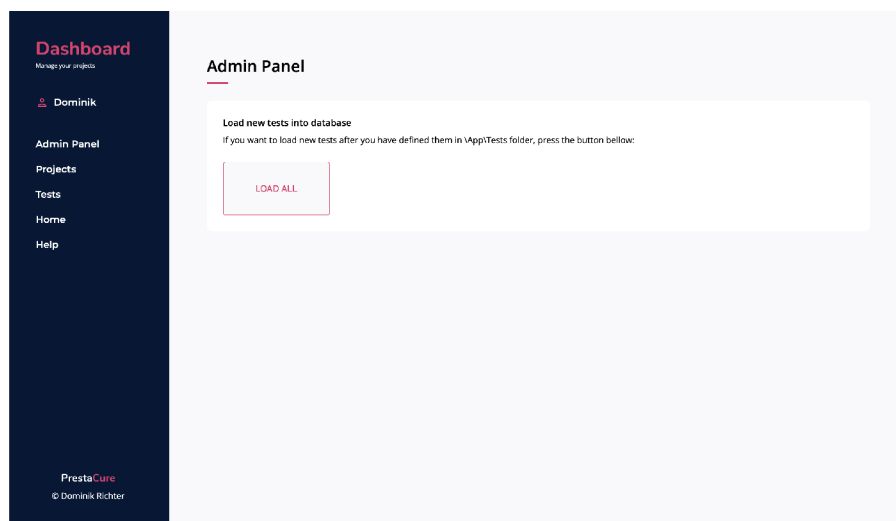 Dashboard
Manage your projects
Dominik
Admin Panel
Projects
Tests
Home
Help
PrestaCure
© Dominik Richter
Admin Panel
Load new tests into database
If you want to load new tests after you have defined them in \App\Tests folder, press the button bellow:
LOAD ALL